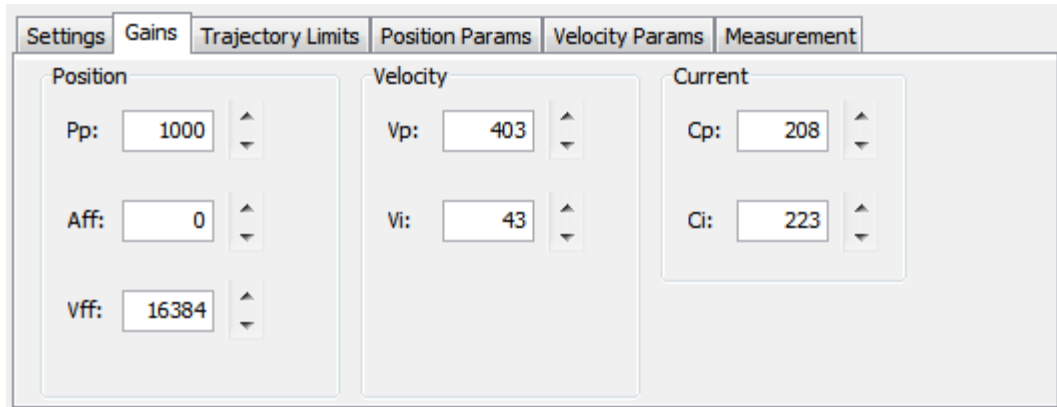 Settings Gains Trajectory Limits Position Params Velocity Params Measurement
Position Velocity Current
Pp: 1000 Vp: 403 Cp: 208
Aff: 0 Vi: 43 Ci: 223
Vff: 16384